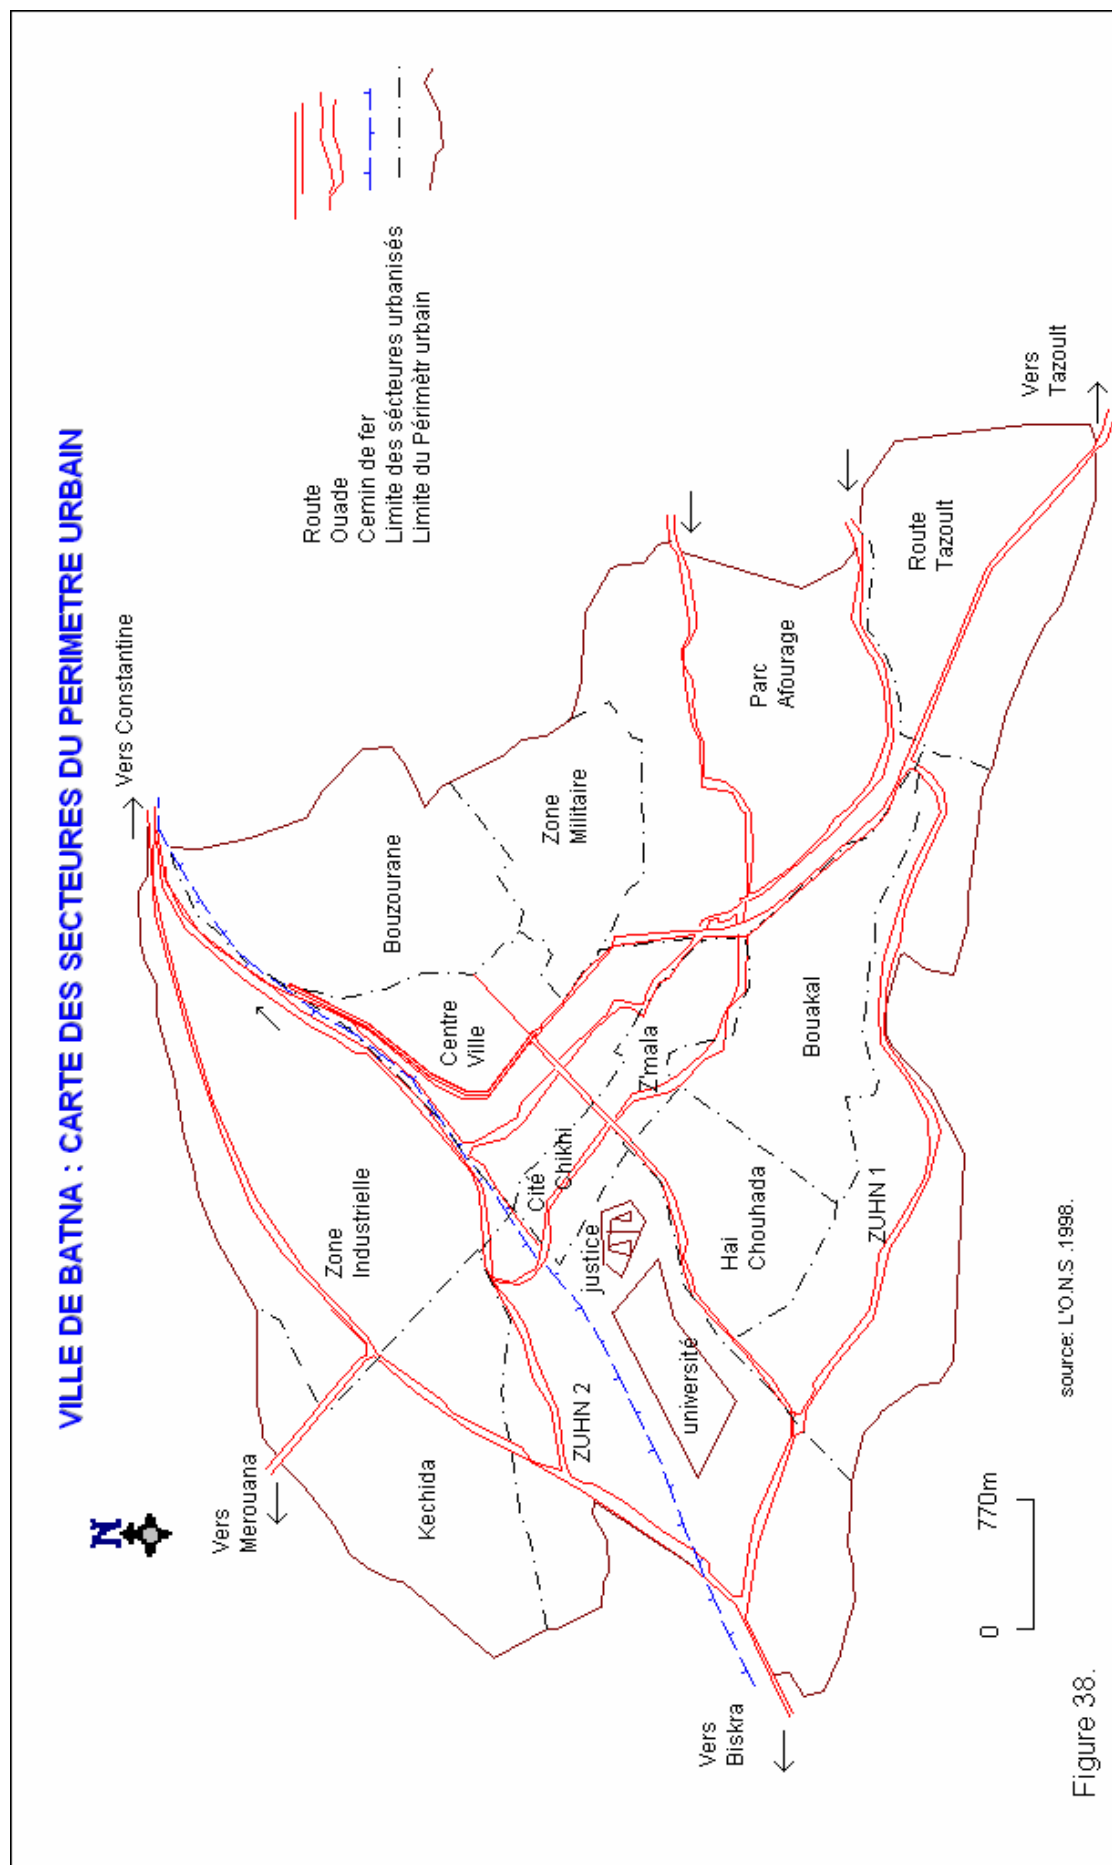 VILLE DE BATNA : CARTE DES SECTEURES DU PERIMETRE URBAIN
N
Vers Constantine
Route
Ouade
Cemin de fer
Limite des sécteures urbanisés
Limite du Périmètr urbain
Vers
Merouana
Zone
Industrielle
Bouzourane
Kechida
Centre
Ville
Zone
Militaire
Cité
Chikhi
ZUHN 2
justice
Z'mala
Parc
Afourage
université
Hai
Chouhada
Bouakal
Route
Tazoult
ZUHN 1
Vers
Tazoult
Vers
Biskra
0 770m
source: L'O.N.S .1998.
Figure 38.